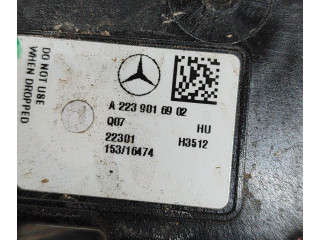 DO NOT USE
WHEN DROPPED
A 223 901 69 02
Q07 HU
22301 H3512
153/16474